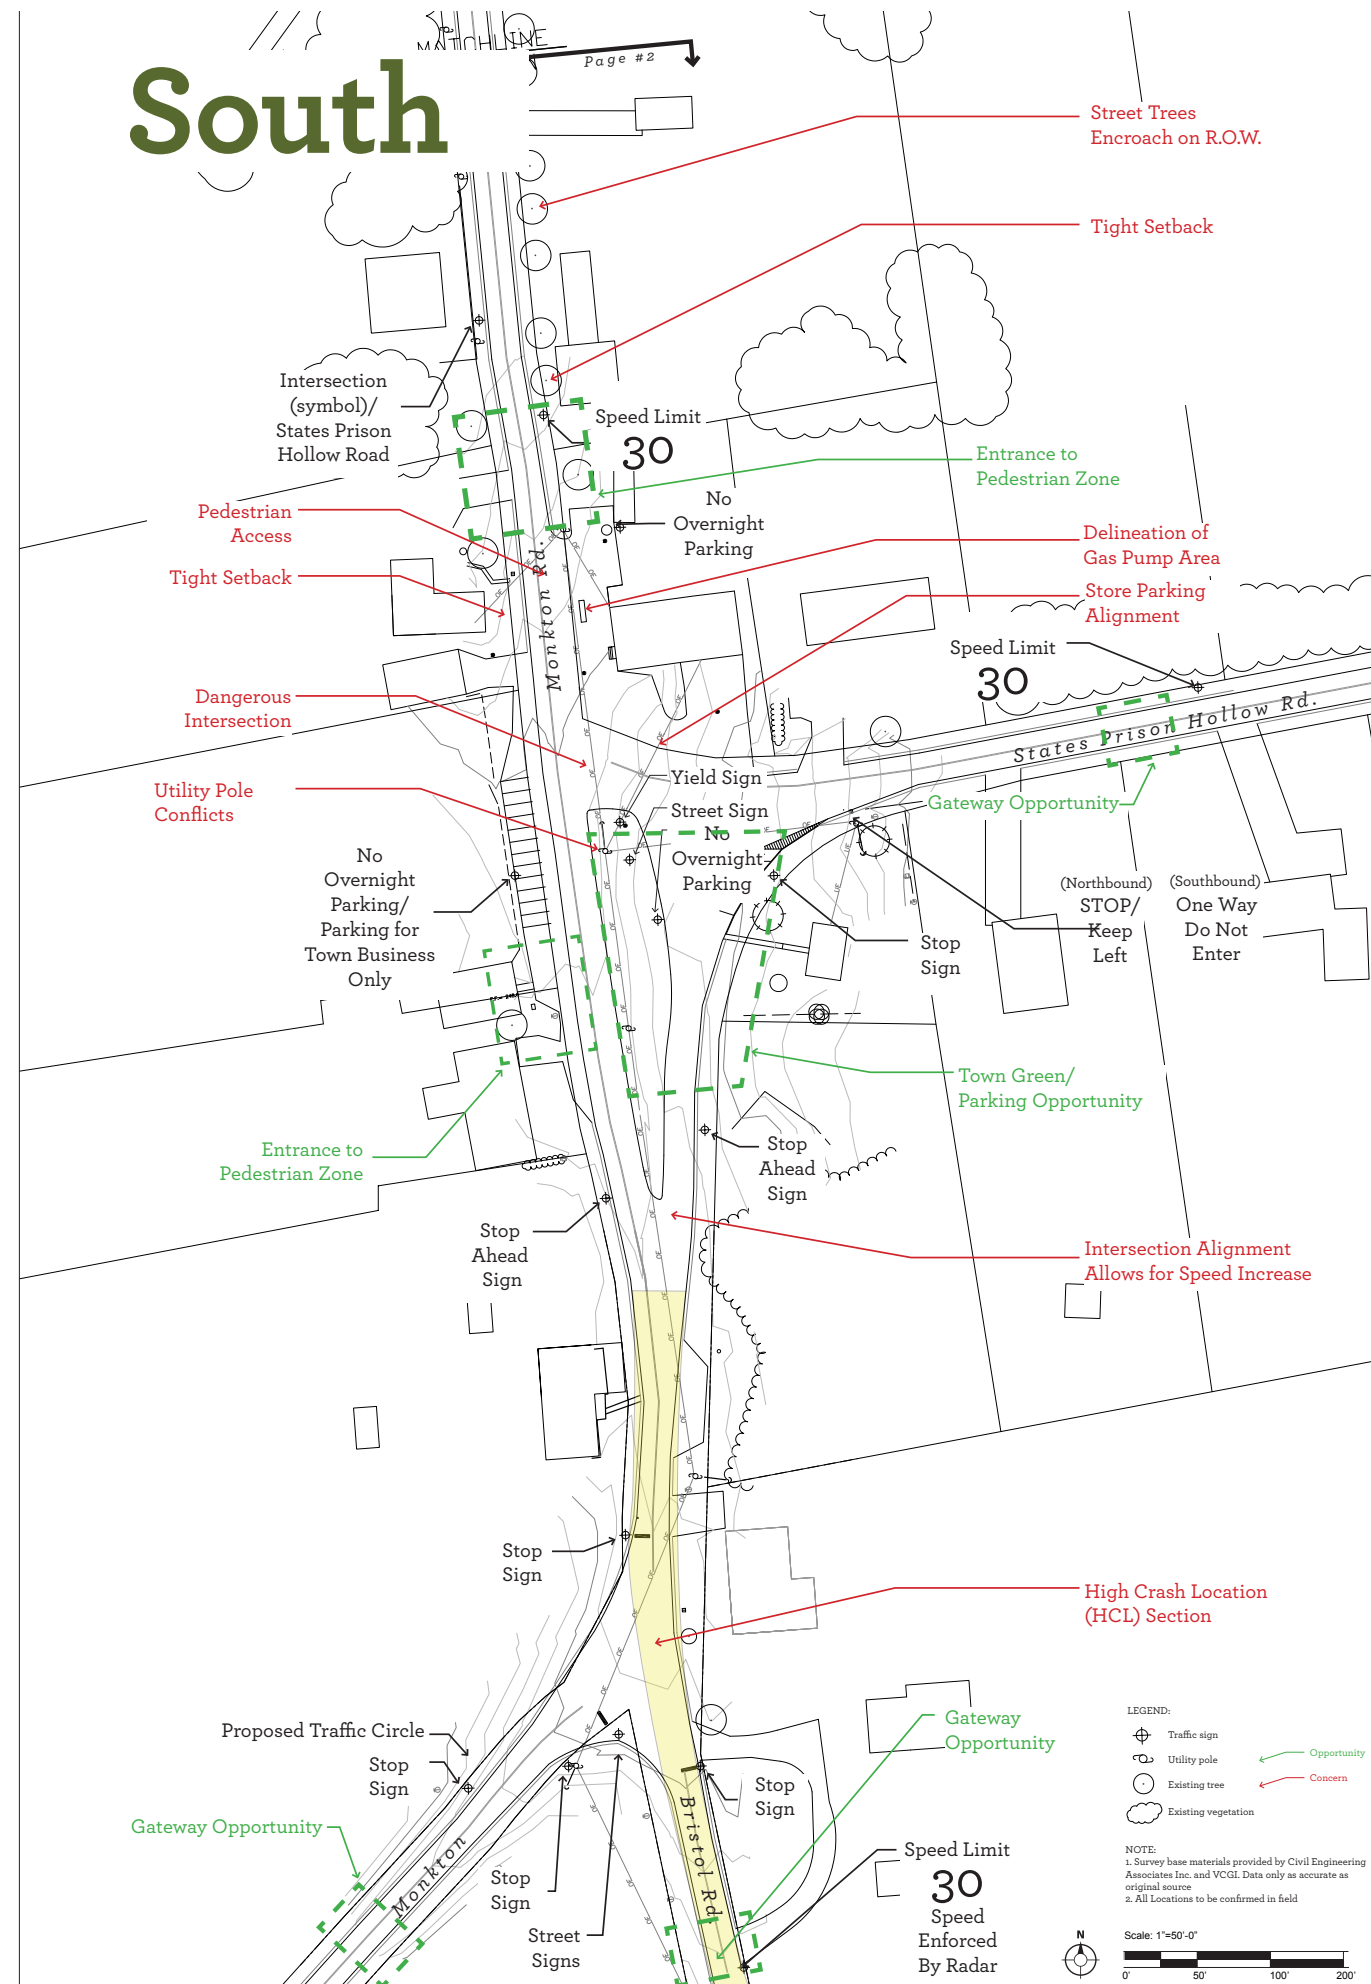 MATCHLINE
Page #2
South
Street Trees
Encroach on R.O.W.
Tight Setback
Intersection
(symbol)/
States Prison
Hollow Road
Speed Limit
30
Entrance to
Pedestrian Zone
No
Overnight
Parking
Pedestrian
Access
Delineation of
Gas Pump Area
Tight Setback
Store Parking
Alignment
Monkton Rd.
Speed Limit
30
Dangerous
Intersection
States Prison Hollow Rd.
Yield Sign
Utility Pole
Conflicts
Street Sign
Gateway Opportunity
No
Overnight
Parking
No
Overnight
Parking/
Parking for
Town Business
Only
(Northbound)
STOP/
Keep
Left
(Southbound)
One Way
Do Not
Enter
Stop
Sign
Town Green/
Parking Opportunity
Entrance to
Pedestrian Zone
Stop
Ahead
Sign
Stop
Ahead
Sign
Intersection Alignment
Allows for Speed Increase
Stop
Sign
High Crash Location
(HCL) Section
Proposed Traffic Circle
Stop
Sign
Gateway
Opportunity
Stop
Sign
Gateway Opportunity
Monkton
Bristol Rd.
Stop
Sign
Street
Signs
Speed Limit
30
Speed
Enforced
By Radar
LEGEND:
Traffic sign
Utility pole
Existing tree
Existing vegetation
Opportunity
Concern
NOTE:
1. Survey base materials provided by Civil Engineering
Associates Inc. and VCGI. Data only as accurate as
original source
2. All Locations to be confirmed in field
N
Scale: 1"=50'-0"
0' 50' 100' 200'